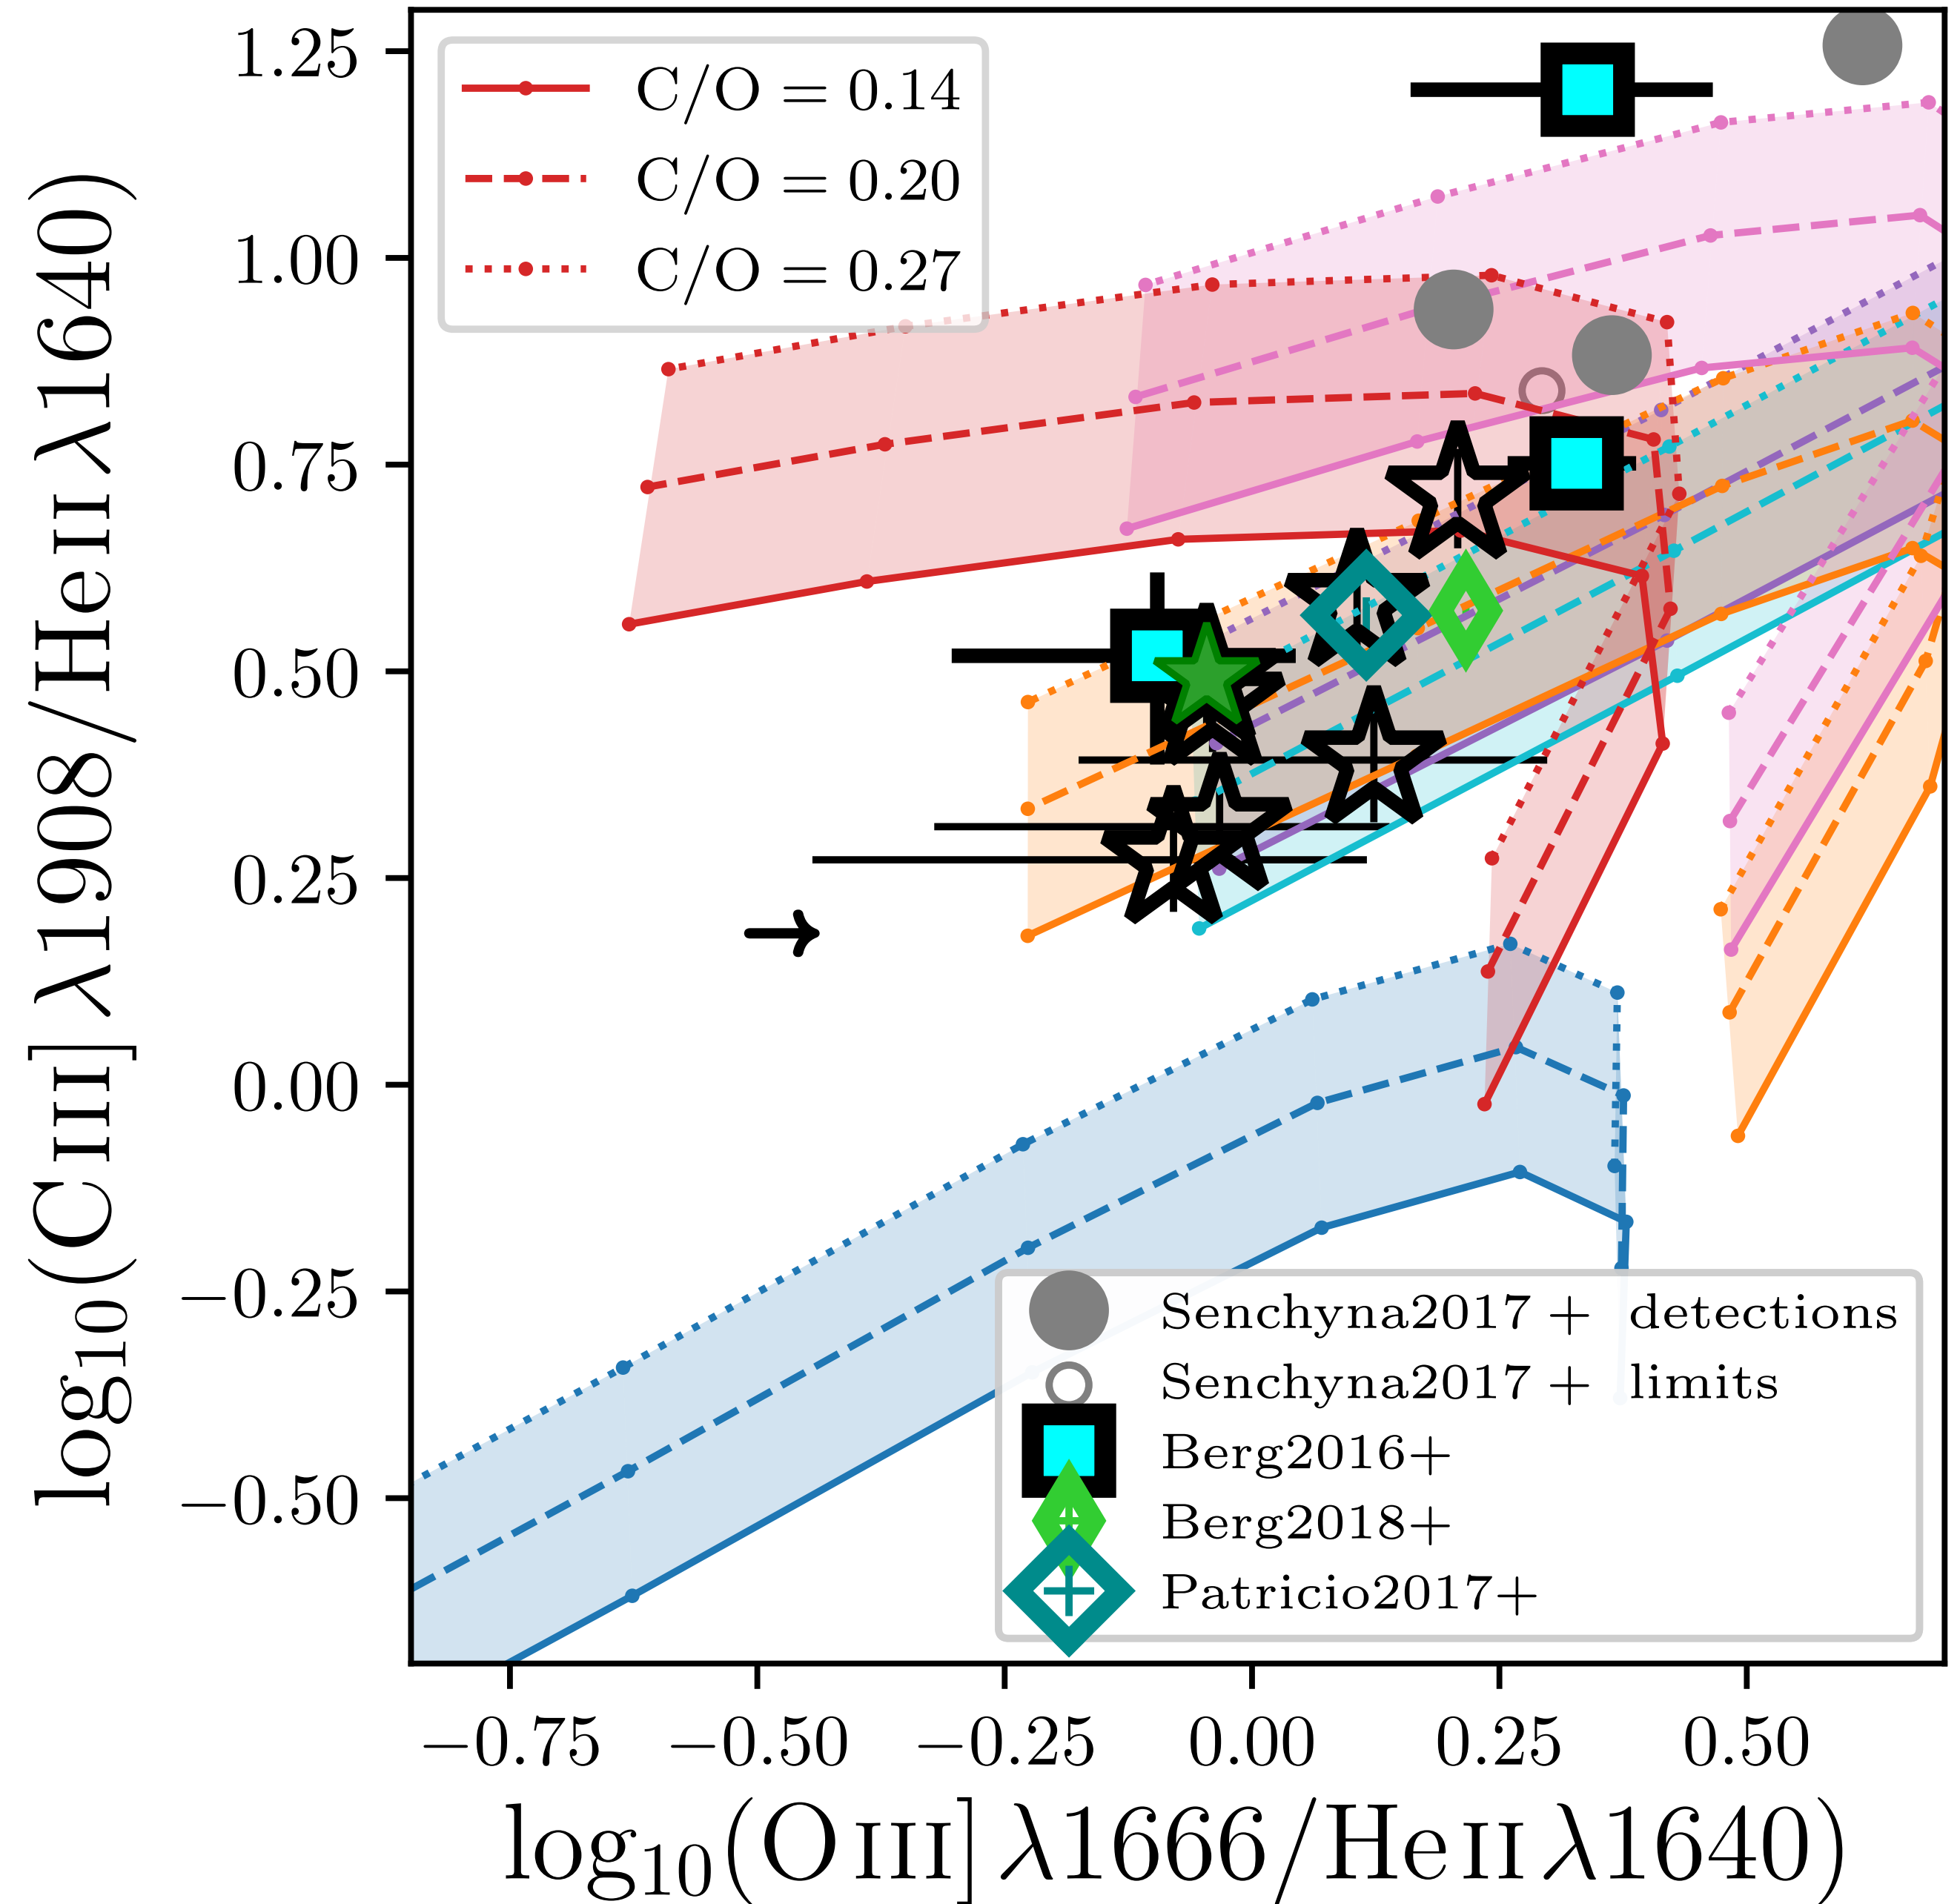 1.25
1.00
0.75
0.50
0.25
0.00
−0.25
−0.50
log10(C III] λ1908/He II λ1640)
C/O = 0.14
C/O = 0.20
C/O = 0.27
Senchyna2017 + detections
Senchyna2017 + limits
Berg2016+
Berg2018+
Patricio2017+
−0.75 −0.50 −0.25 0.00 0.25 0.50
log10(O III] λ1666/He II λ1640)